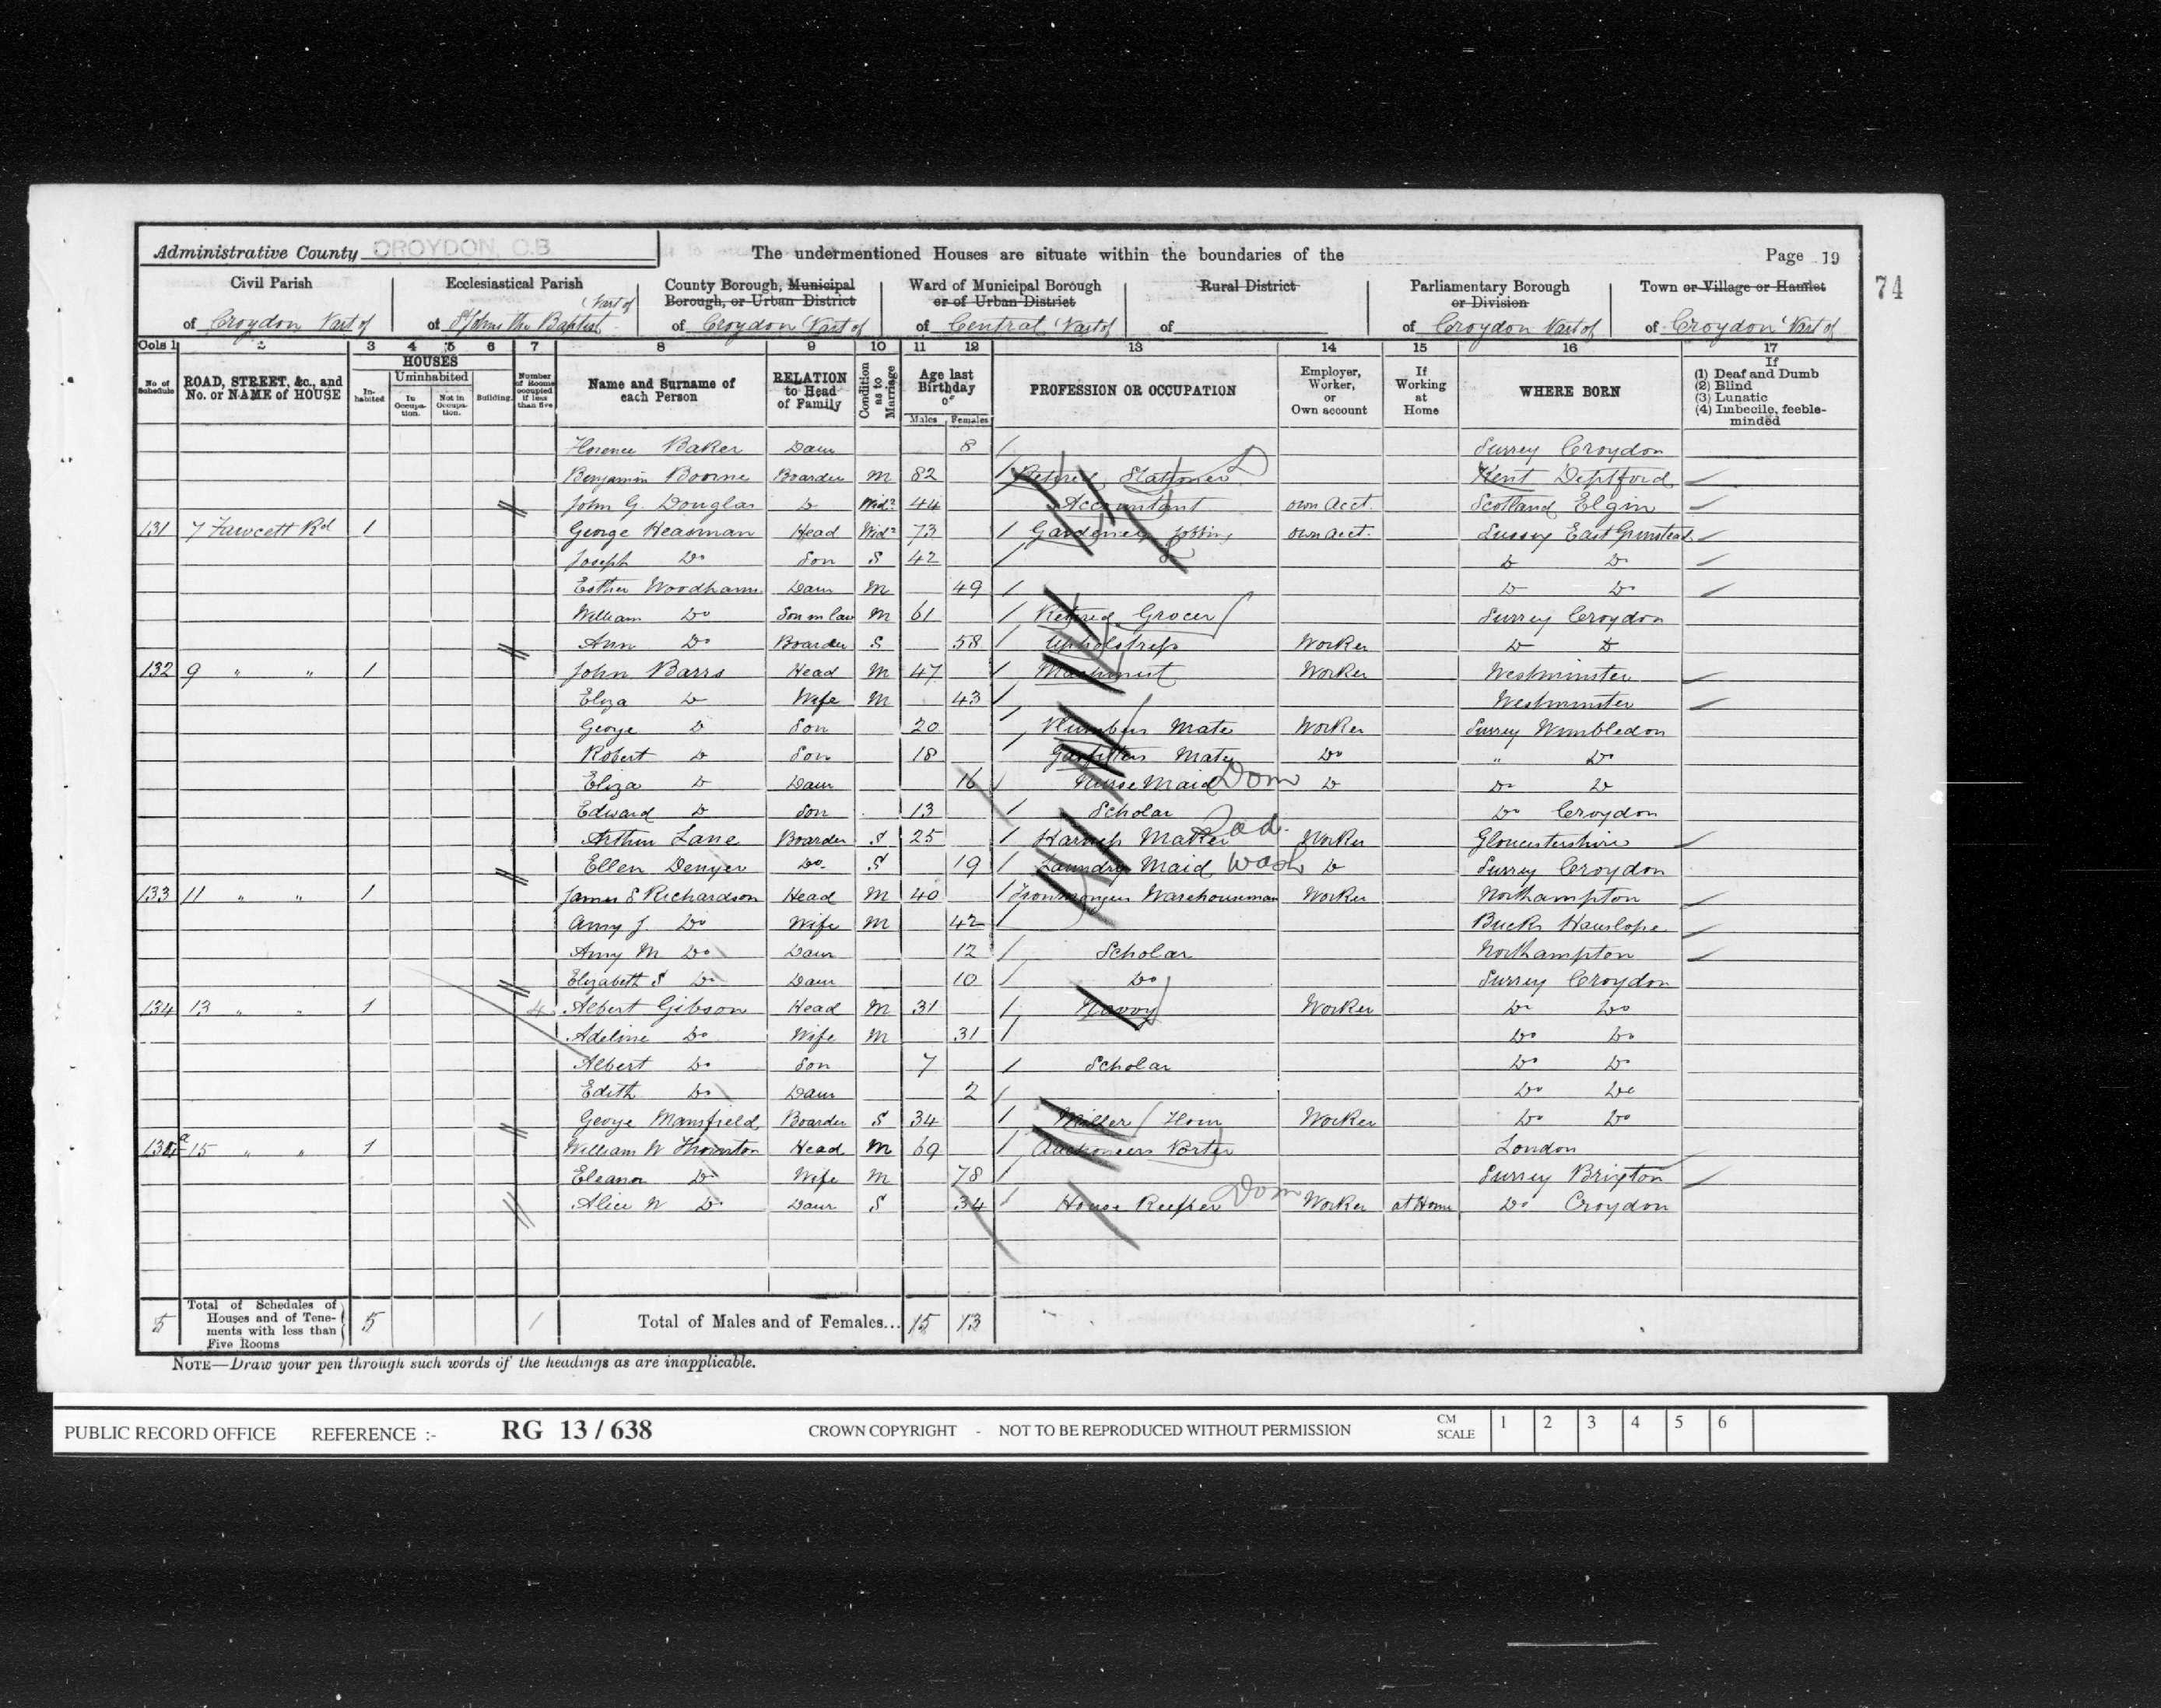 Administrative County CROYDON, C.B. The undermentioned Houses are situate within the boundaries of the Page 19
74
Civil Parish Ecclesiastical Parish County Borough, Municipal Borough, or Urban District Ward of Municipal Borough or of Urban District Rural District Parliamentary Borough or Division Town or Village or Hamlet
of Croydon Part of of St Johns the Baptist (Part of of Croydon (Part of of Central (Part of of of Croydon Part of of Croydon (Part of
Cols 1 2 3 4 5 6 7 8 9 10 11 12 13 14 15 16 17
No. of Schedule ROAD, STREET, &c., and No. or NAME of HOUSE HOUSES Inhabited Uninhabited In Occupation. Not in Occupation. Building. Number of Rooms occupied if less than five Name and Surname of each Person RELATION to Head of Family Condition as to Marriage Age last Birthday of Males Females PROFESSION OR OCCUPATION Employer, Worker, or Own account If Working at Home WHERE BORN If (1) Deaf and Dumb (2) Blind (3) Lunatic (4) Imbecile, feeble-minded
Florence Baker Daur 8 Surrey Croydon
Benjamin Boorne Boarder M 82 Retired Stationer Kent Deptford
John G. Douglas Do Widr 44 Accountant own acct. Scotland Elgin
131 7 Fawcett Rd 1 George Heasman Head Widr 73 Gardener Jobbing own acct. Sussex East Grinstead
Joseph Do Son S 42 Do Do
Esther Woodhams Daur M 49 Do Do
William Do Son in law M 61 Retired Grocer Surrey Croydon
Ann Do Boarder S 58 Upholstress Worker Do Do
132 9 " " 1 John Barrs Head M 47 Machinist Worker Westminster
Eliza Do Wife M 43 Westminster
George Do Son 20 Plumbers Mate Worker Surrey Wimbledon
Robert Do Son 18 Gasfitters Mate Do " Do
Eliza Do Daur 16 Nurse Maid Dom Do Do Do
Edward Do Son 13 Scholar Do Croydon
Arthur Lane Boarder S 25 Harness Maker Sad. Worker Gloucestershire
Ellen Denyer Do S 19 Laundry Maid Wash Do Surrey Croydon
133 11 " " 1 James S Richardson Head M 40 Ironmongers Warehouseman Worker Northampton
Amy J. Do Wife M 42 Bucks Hanslope
Amy M Do Daur 12 Scholar Northampton
Elizabeth S Do Daur 10 Do Surrey Croydon
134 13 " " 1 4 Albert Gibson Head M 31 Navvy Worker Do Do
Adeline Do Wife M 31 Do Do
Albert Do Son 7 Scholar Do Do
Edith Do Daur 2 Do Do
George Mansfield Boarder S 34 Miller (Flour Worker Do Do
134a 15 " " 1 William W Thornton Head M 69 Auctioneers Porter London
Eleanor Do Wife M 78 Surrey Brixton
Alice W Do Daur S 34 House Keeper Dom Worker at Home Do Croydon
5 Total of Schedules of Houses and of Tenements with less than Five Rooms 5 1 Total of Males and of Females... 15 13
NOTE—Draw your pen through such words of the headings as are inapplicable.
PUBLIC RECORD OFFICE REFERENCE :- RG 13 / 638 CROWN COPYRIGHT - NOT TO BE REPRODUCED WITHOUT PERMISSION CM SCALE 1 2 3 4 5 6